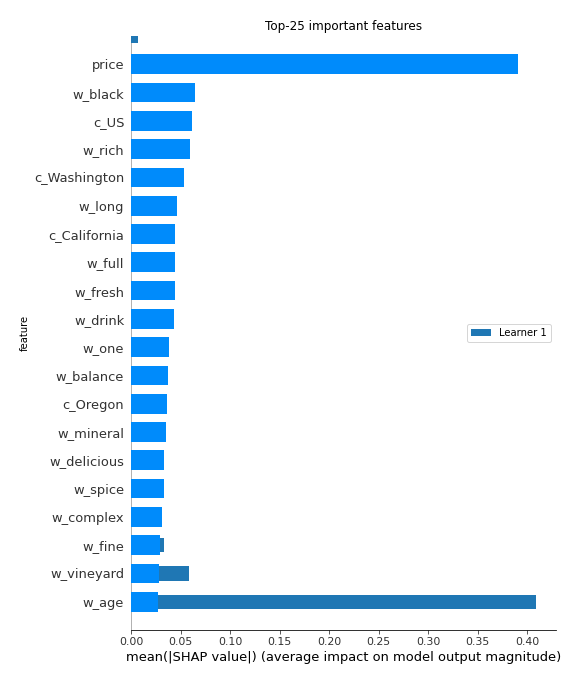 Top-25 important features
price
w_black
c_US
w_rich
c_Washington
w_long
c_California
w_full
w_fresh
w_drink
w_one
w_balance
c_Oregon
w_mineral
w_delicious
w_spice
w_complex
w_fine
w_vineyard
w_age
feature
Learner 1
0.00 0.05 0.10 0.15 0.20 0.25 0.30 0.35 0.40
mean(|SHAP value|) (average impact on model output magnitude)